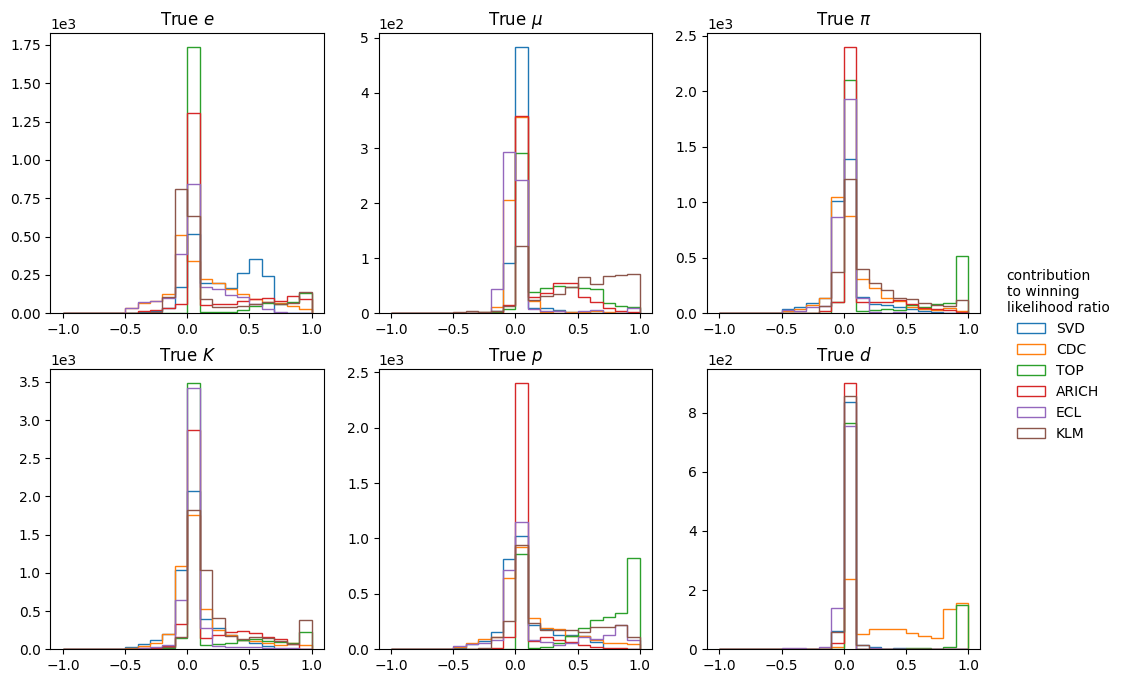 True e
True μ
True π
1e3
5e2
1e3
1.75
1.50
1.25
1.00
0.75
0.50
0.25
0.00
−1.0 −0.5 0.0 0.5 1.0
5
4
3
2
1
0
−1.0 −0.5 0.0 0.5 1.0
2.5
2.0
1.5
1.0
0.5
0.0
−1.0 −0.5 0.0 0.5 1.0
True K
True p
True d
1e3
1e3
1e2
3.5
3.0
2.5
2.0
1.5
1.0
0.5
0.0
−1.0 −0.5 0.0 0.5 1.0
2.5
2.0
1.5
1.0
0.5
0.0
−1.0 −0.5 0.0 0.5 1.0
8
6
4
2
0
−1.0 −0.5 0.0 0.5 1.0
contribution
to winning
likelihood ratio
SVD
CDC
TOP
ARICH
ECL
KLM